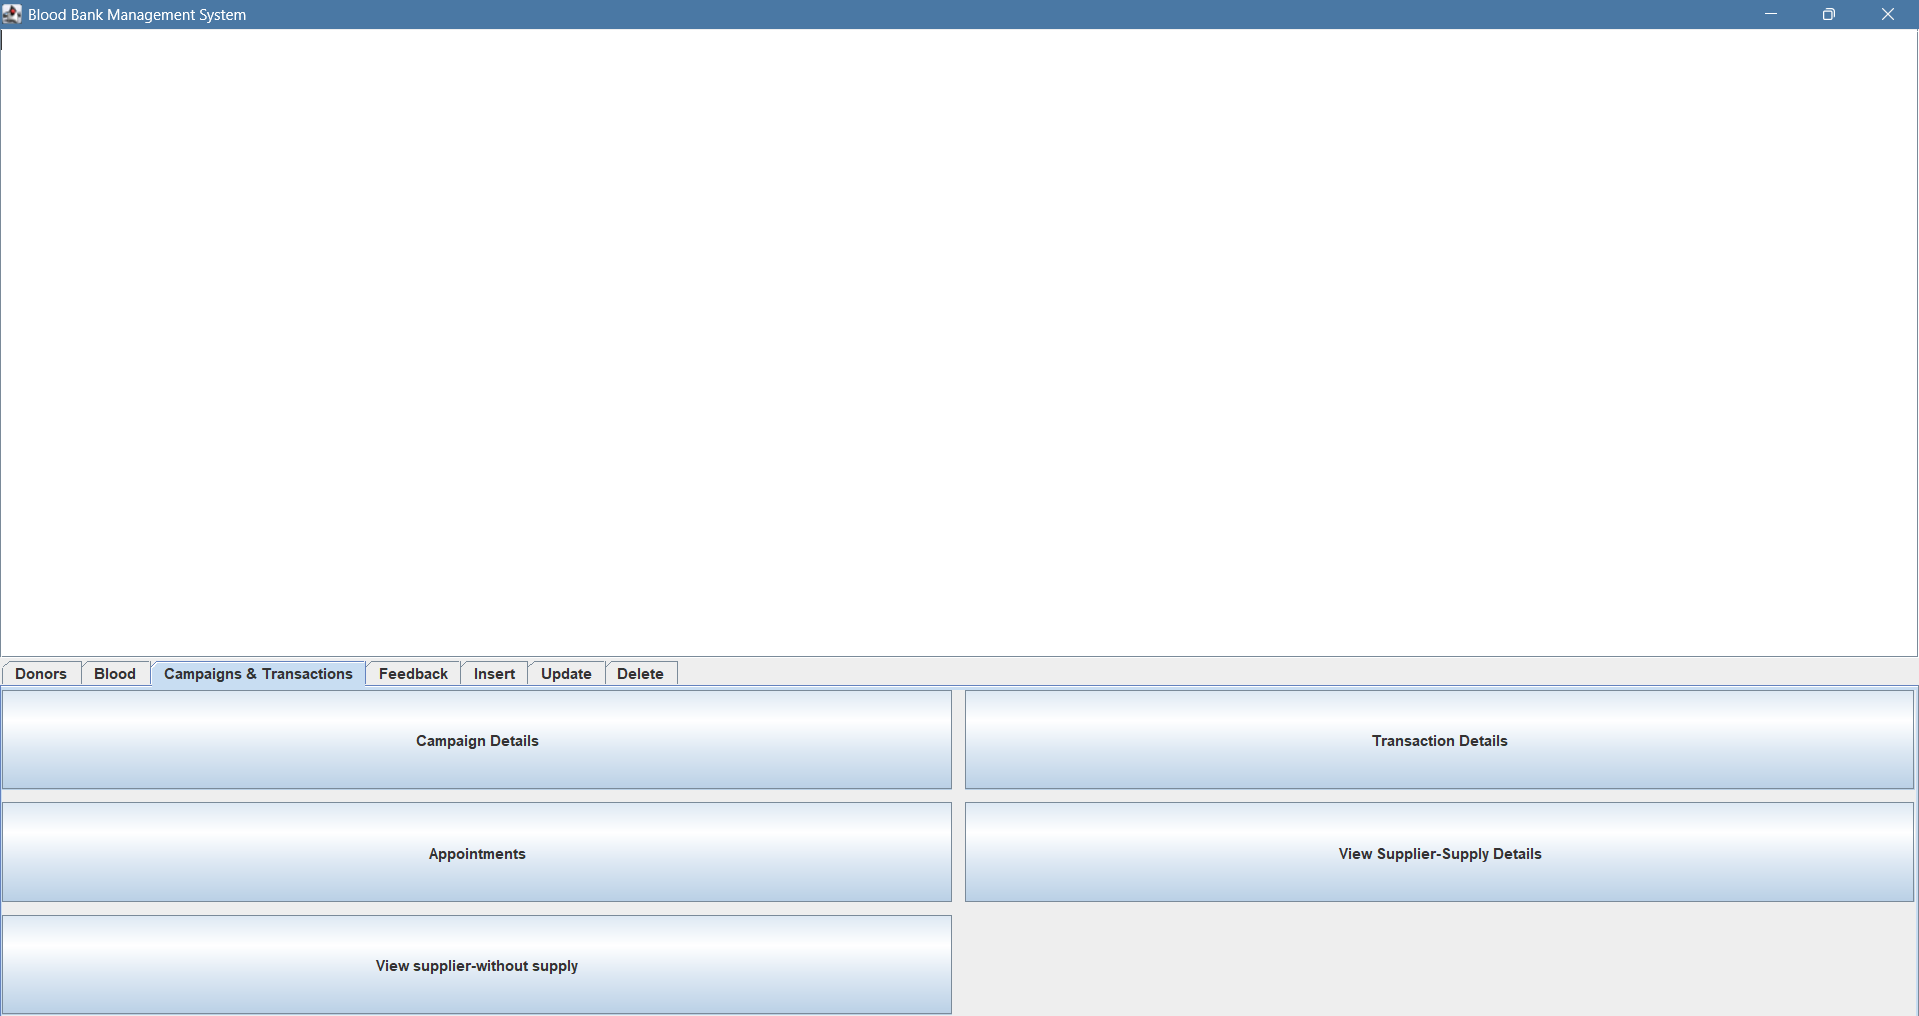 Blood Bank Management System
Donors Blood Campaigns & Transactions Feedback Insert Update Delete
Campaign Details Transaction Details
Appointments View Supplier-Supply Details
View supplier-without supply